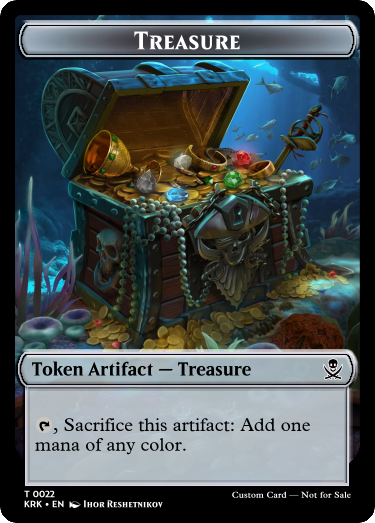 Treasure
Token Artifact — Treasure
, Sacrifice this artifact: Add one
mana of any color.
T 0022
KRK • EN Ihor Reshetnikov
Custom Card — Not for Sale